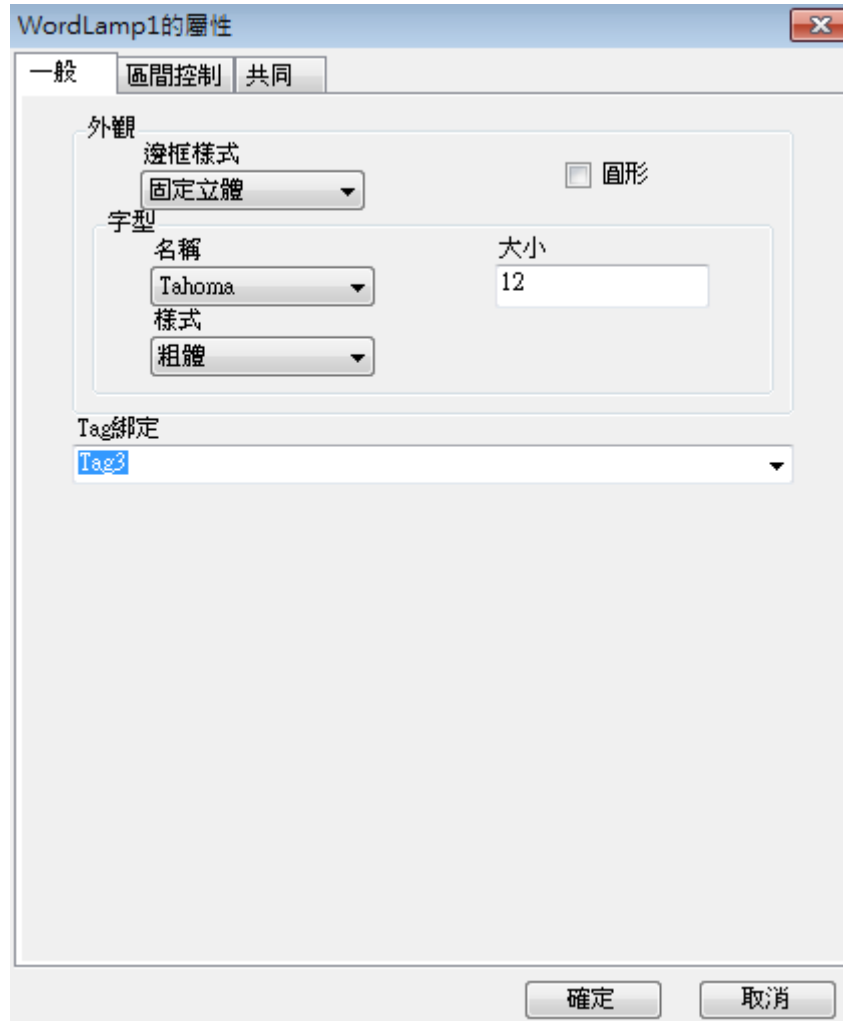 WordLamp1的屬性
一般 區間控制 共同
外觀
邊框樣式
固定立體 圓形
字型
名稱 大小
Tahoma 12
樣式
粗體
Tag綁定
Tag3
確定 取消